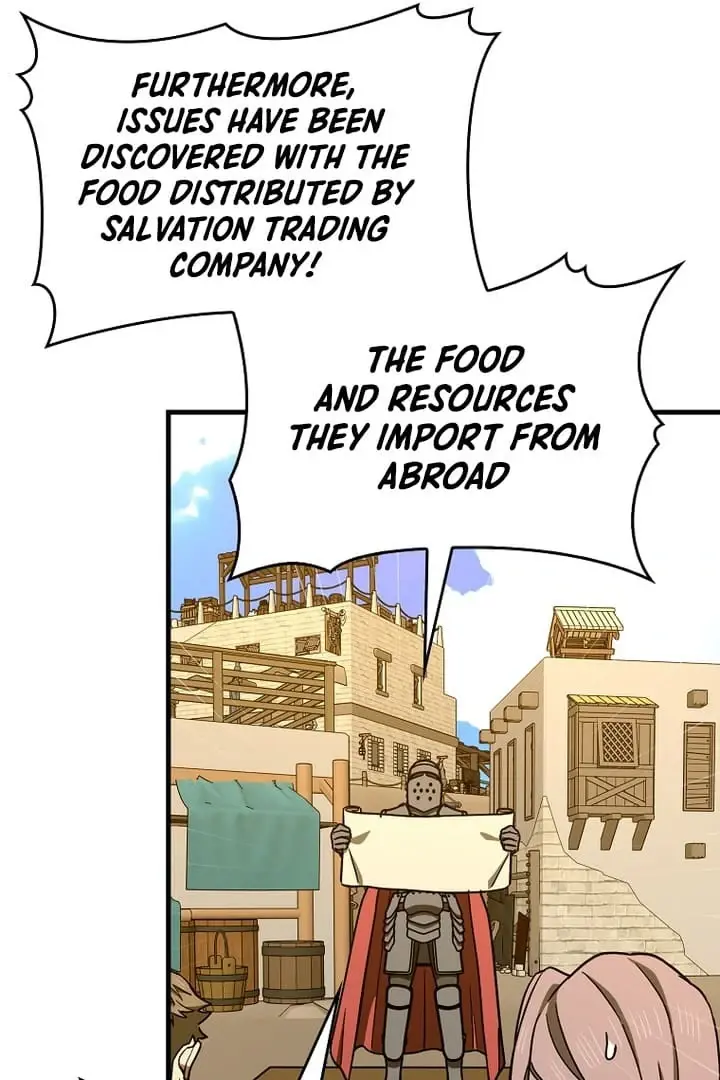 FURTHERMORE,
ISSUES HAVE BEEN
DISCOVERED WITH THE
FOOD DISTRIBUTED BY
SALVATION TRADING
COMPANY!
THE FOOD
AND RESOURCES
THEY IMPORT FROM
ABROAD